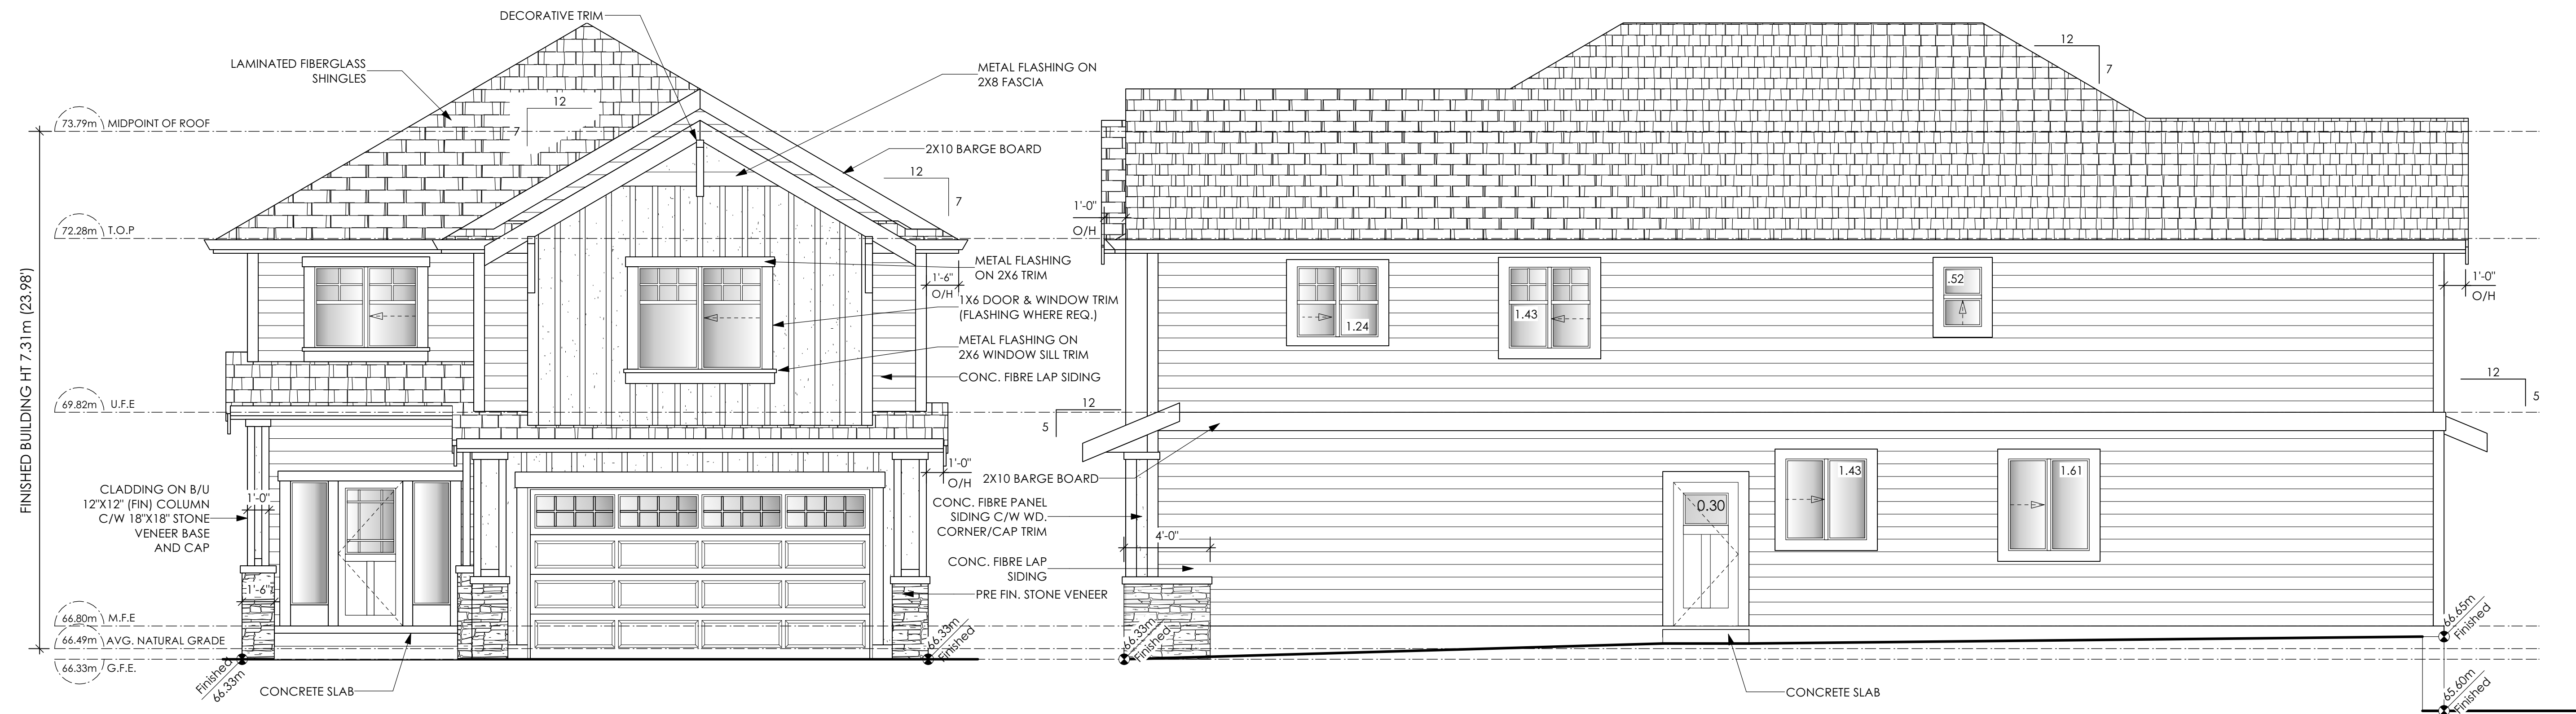 DECORATIVE TRIM
LAMINATED FIBERGLASS
SHINGLES
METAL FLASHING ON
2X8 FASCIA
12
7
73.79m MIDPOINT OF ROOF
2X10 BARGE BOARD
12
7
72.28m T.O.P
METAL FLASHING
ON 2X6 TRIM
1'-6"
O/H
1X6 DOOR & WINDOW TRIM
(FLASHING WHERE REQ.)
METAL FLASHING ON
2X6 WINDOW SILL TRIM
CONC. FIBRE LAP SIDING
69.82m U.F.E
12
5
FINISHED BUILDING HT 7.31m (23.98')
1'-0"
O/H
2X10 BARGE BOARD
CLADDING ON B/U
12"X12" (FIN) COLUMN
C/W 18"X18" STONE
VENEER BASE
AND CAP
1'-0"
1'-6"
CONC. FIBRE PANEL
SIDING C/W WD.
CORNER/CAP TRIM
CONC. FIBRE LAP
SIDING
PRE FIN. STONE VENEER
66.80m M.F.E
66.49m AVG. NATURAL GRADE
66.33m G.F.E.
Finished
66.33m
CONCRETE SLAB
66.33m
Finished
12
7
1'-0"
O/H
1.24
1.43
.52
1'-0"
O/H
12
5
4'-0"
0.30
1.43
1.61
66.33m
Finished
CONCRETE SLAB
66.65m
Finished
65.60m
Finished